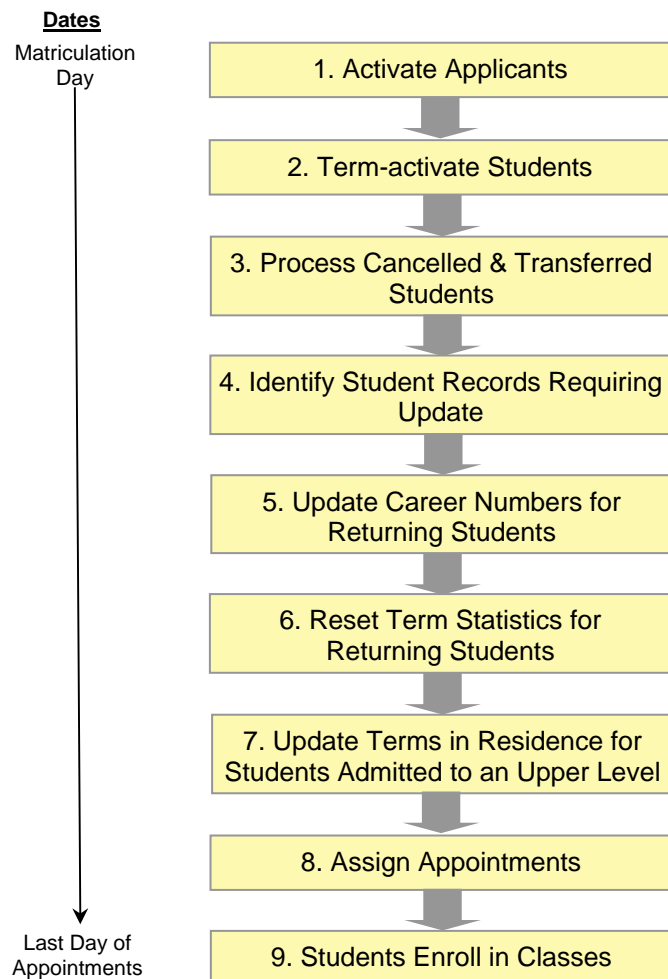 Dates
Matriculation
Day
1. Activate Applicants
2. Term-activate Students
3. Process Cancelled & Transferred
Students
4. Identify Student Records Requiring
Update
5. Update Career Numbers for
Returning Students
6. Reset Term Statistics for
Returning Students
7. Update Terms in Residence for
Students Admitted to an Upper Level
8. Assign Appointments
Last Day of
Appointments
9. Students Enroll in Classes